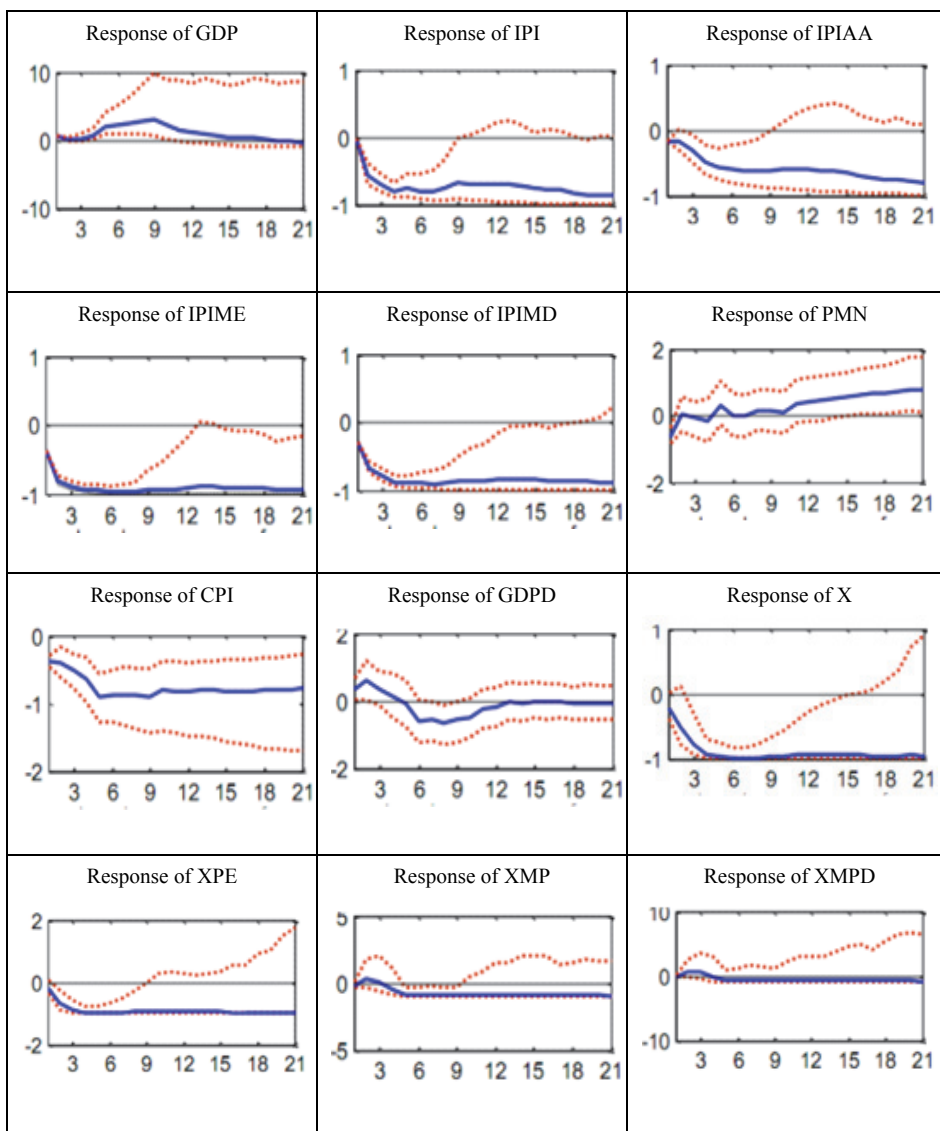 Response of GDP
10
0
-10
3 6 9 12 15 18 21
Response of IPI
1
0
-1
3 6 9 12 15 18 21
Response of IPIAA
1
0
-1
3 6 9 12 15 18 21
Response of IPIME
1
0
-1
3 6 9 12 15 18 21
Response of IPIMD
1
0
-1
3 6 9 12 15 18 21
Response of PMN
2
0
-2
3 6 9 12 15 18 21
Response of CPI
0
-1
-2
3 6 9 12 15 18 21
Response of GDPD
2
0
-2
3 6 9 12 15 18 21
Response of X
1
0
-1
3 6 9 12 15 18 21
Response of XPE
2
0
-2
3 6 9 12 15 18 21
Response of XMP
5
0
-5
3 6 9 12 15 18 21
Response of XMPD
10
0
-10
3 6 9 12 15 18 21